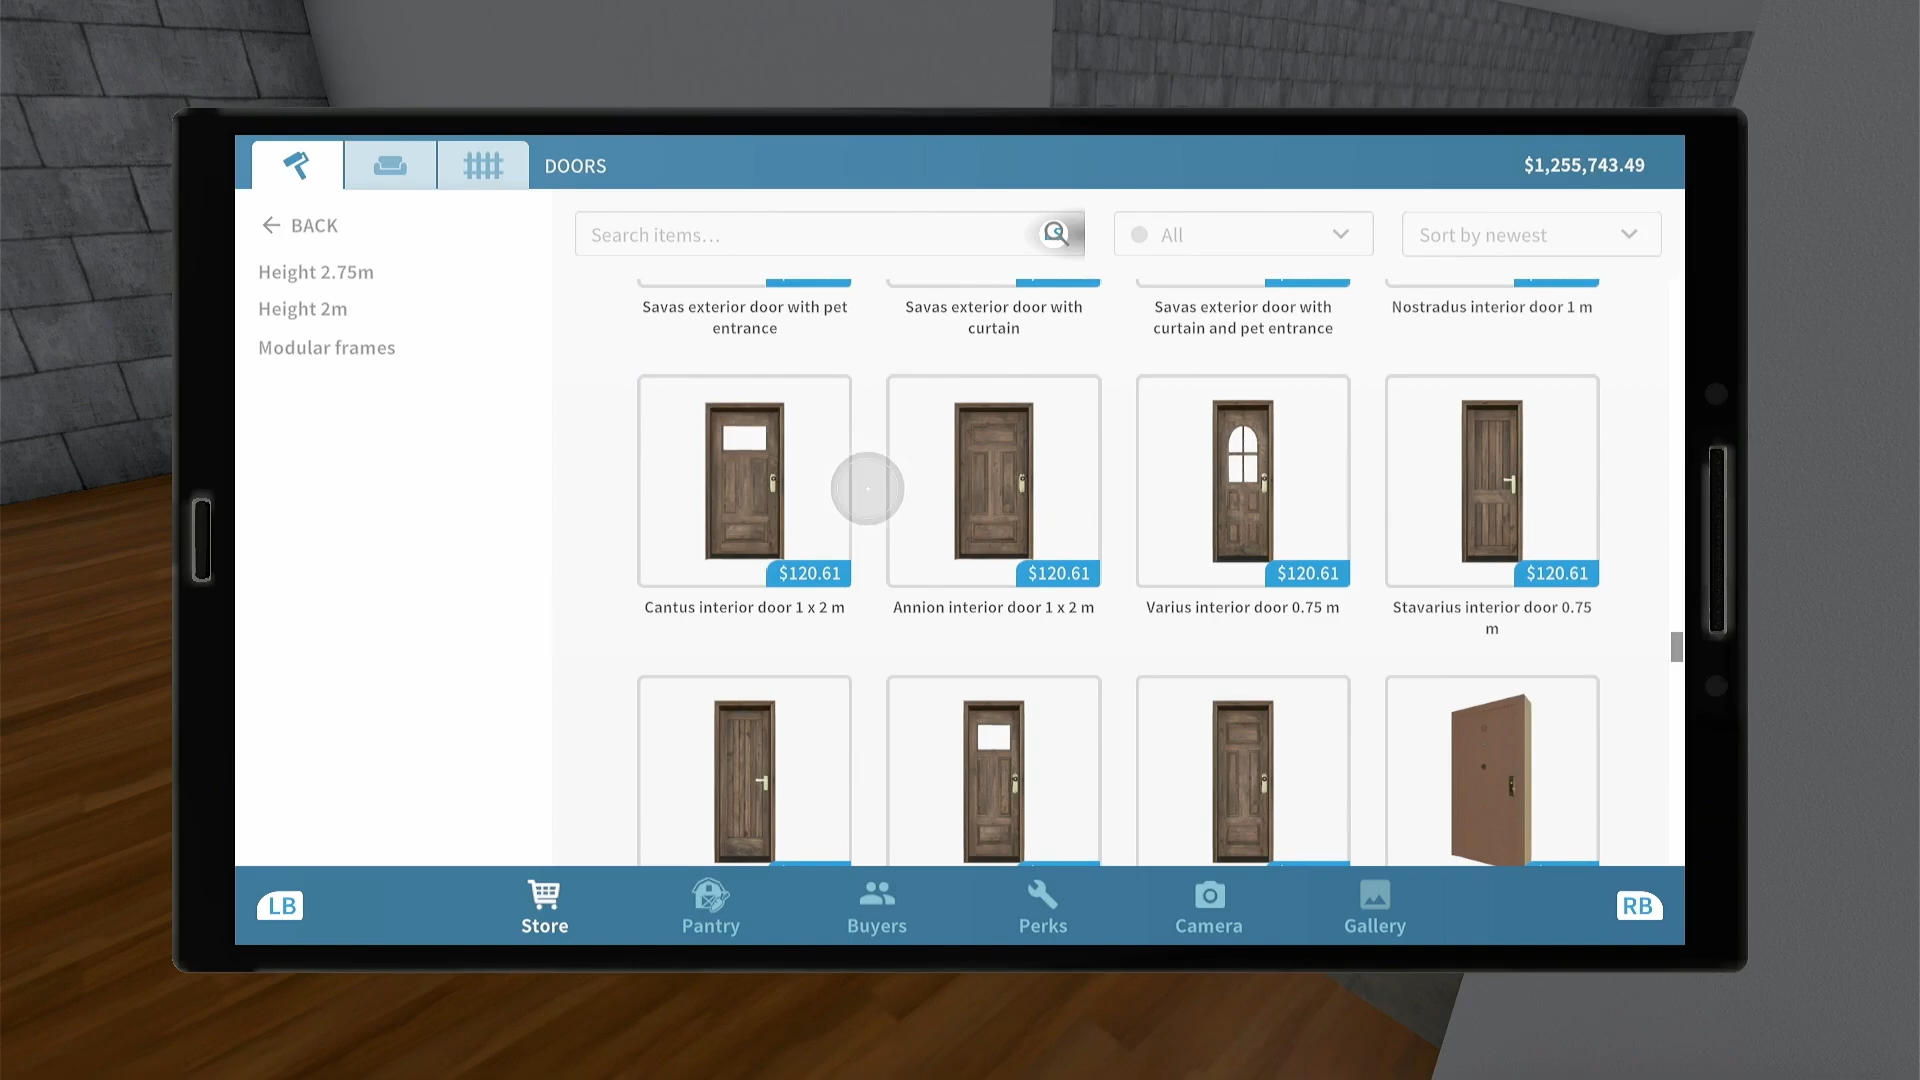 DOORS
$1,255,743.49
BACK
Search items...
All
Sort by newest
Height 2.75m
Height 2m
Modular frames
Savas exterior door with pet
entrance
Savas exterior door with
curtain
Savas exterior door with
curtain and pet entrance
Nostradus interior door 1 m
$120.61
$120.61
$120.61
$120.61
Cantus interior door 1 x 2 m
Annion interior door 1 x 2 m
Varius interior door 0.75 m
Stavarius interior door 0.75
m
LB
Store
Pantry
Buyers
Perks
Camera
Gallery
RB